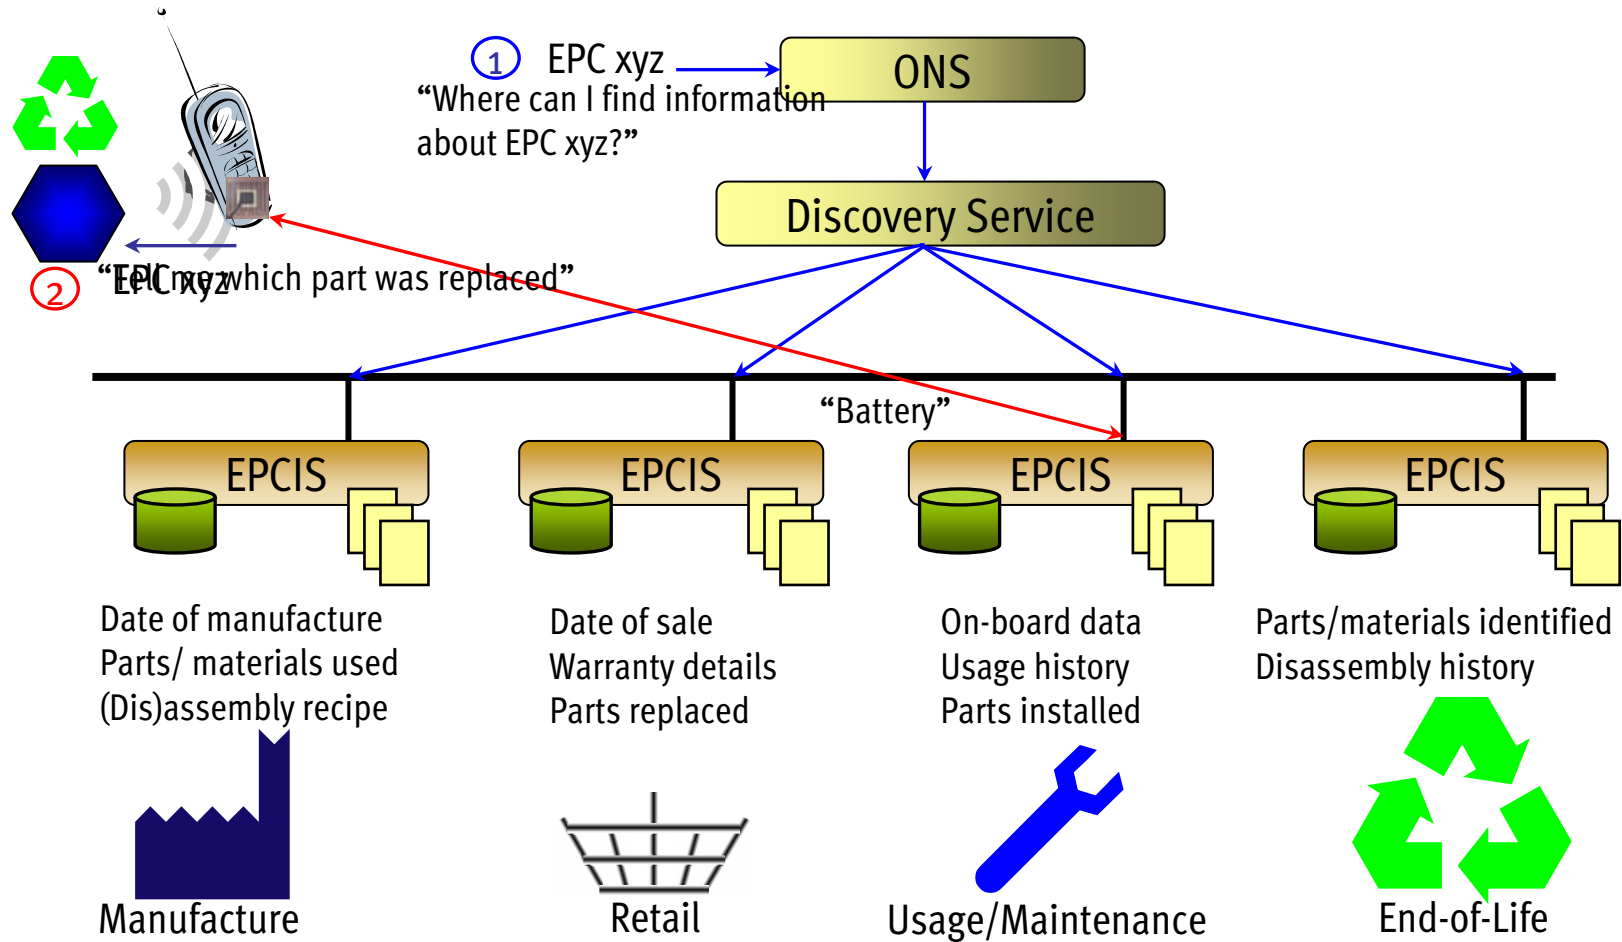 1 EPC xyz
ONS
“Where can I find information
about EPC xyz?”
Discovery Service
2 “Tell me which part was replaced”
EPC xyz
“Battery”
EPCIS
EPCIS
EPCIS
EPCIS
Date of manufacture
Parts/ materials used
(Dis)assembly recipe
Date of sale
Warranty details
Parts replaced
On-board data
Usage history
Parts installed
Parts/materials identified
Disassembly history
Manufacture
Retail
Usage/Maintenance
End-of-Life